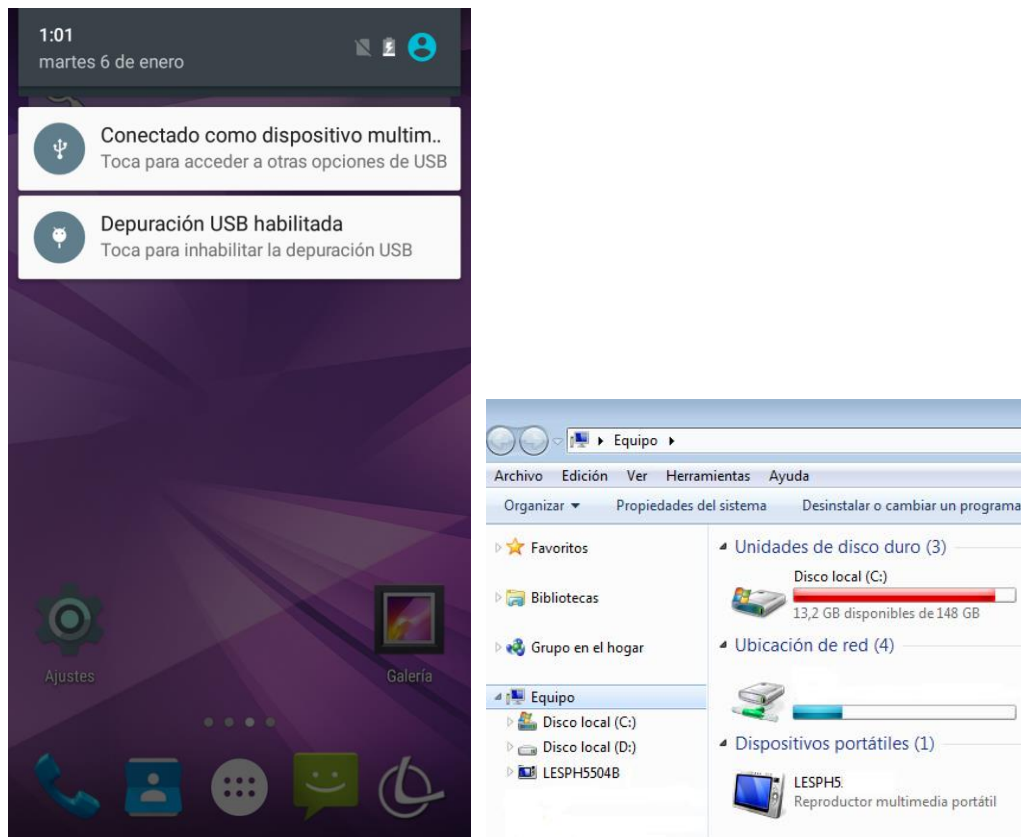 1:01
martes 6 de enero
Conectado como dispositivo multim..
Toca para acceder a otras opciones de USB
Depuración USB habilitada
Toca para inhabilitar la depuración USB
Ajustes
Galería
Equipo
Archivo Edición Ver Herramientas Ayuda
Organizar Propiedades del sistema Desinstalar o cambiar un programa
Favoritos
Bibliotecas
Grupo en el hogar
Equipo
Disco local (C:)
Disco local (D:)
LESPH5504B
Unidades de disco duro (3)
Disco local (C:)
13,2 GB disponibles de 148 GB
Ubicación de red (4)
Dispositivos portátiles (1)
LESPH5
Reproductor multimedia portátil